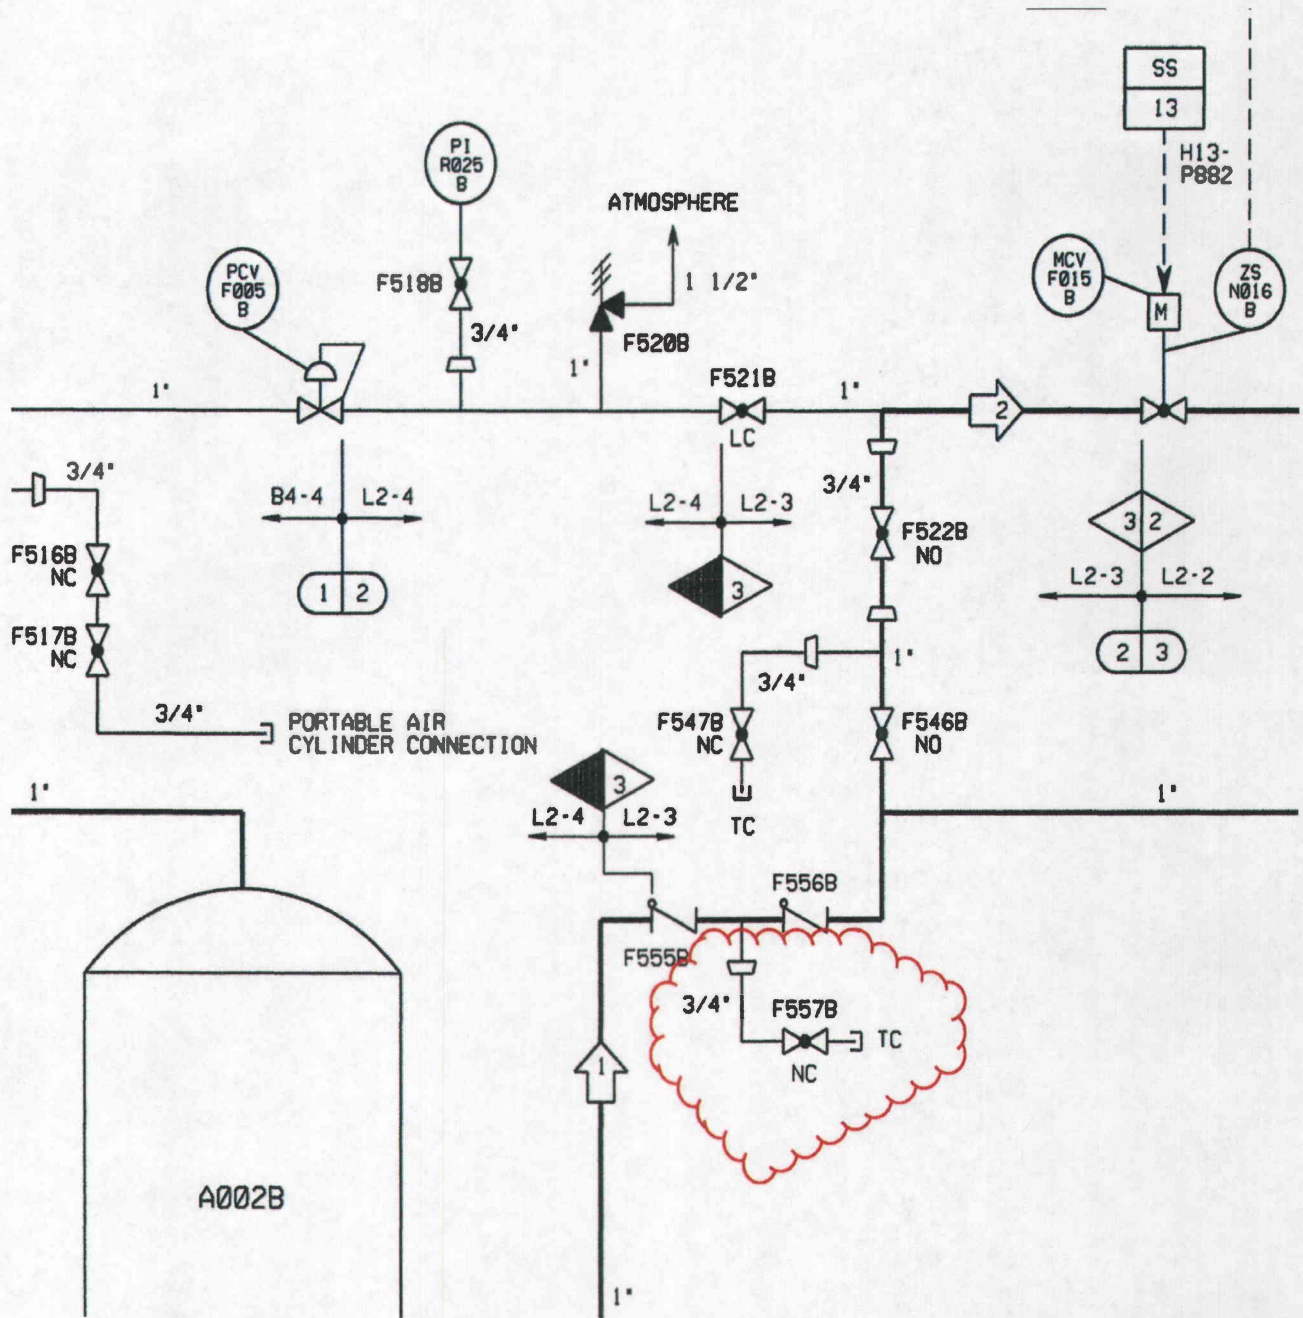 SS
13
H13-
P882
PI
R025
B
ATMOSPHERE
1 1/2"
F518B
3/4"
PCV
F005
B
MCV
F015
B
ZS
N016
B
M
F520B
1"
1"
F521B
LC
1"
2
3/4"
B4-4
L2-4
1
2
L2-4
L2-3
3
3/4"
F522B
NO
3
2
L2-3
L2-2
2
3
F516B
NC
F517B
NC
3/4"
PORTABLE AIR
CYLINDER CONNECTION
3/4"
1"
F547B
NC
TC
F546B
NO
1"
1"
3
L2-4
L2-3
F556B
F555B
3/4"
F557B
NC
TC
1
A002B
1"